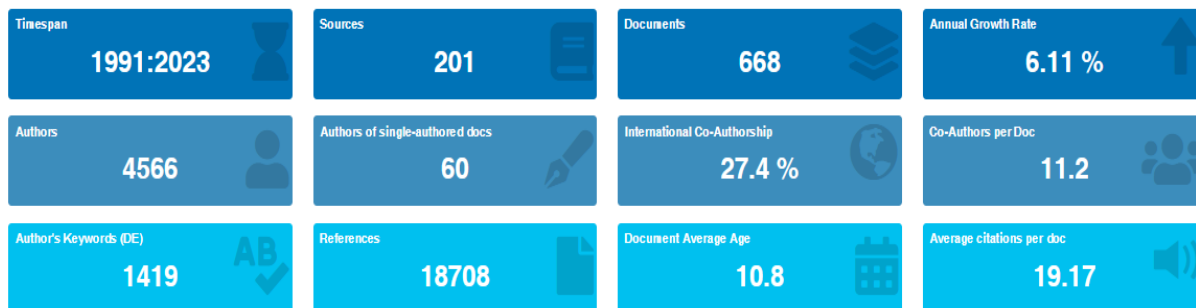 Timespan
1991:2023
Sources
201
Documents
668
Annual Growth Rate
6.11 %
Authors
4566
Authors of single-authored docs
60
International Co-Authorship
27.4 %
Co-Authors per Doc
11.2
Author's Keywords (DE)
1419
AB
References
18708
Document Average Age
10.8
Average citations per doc
19.17